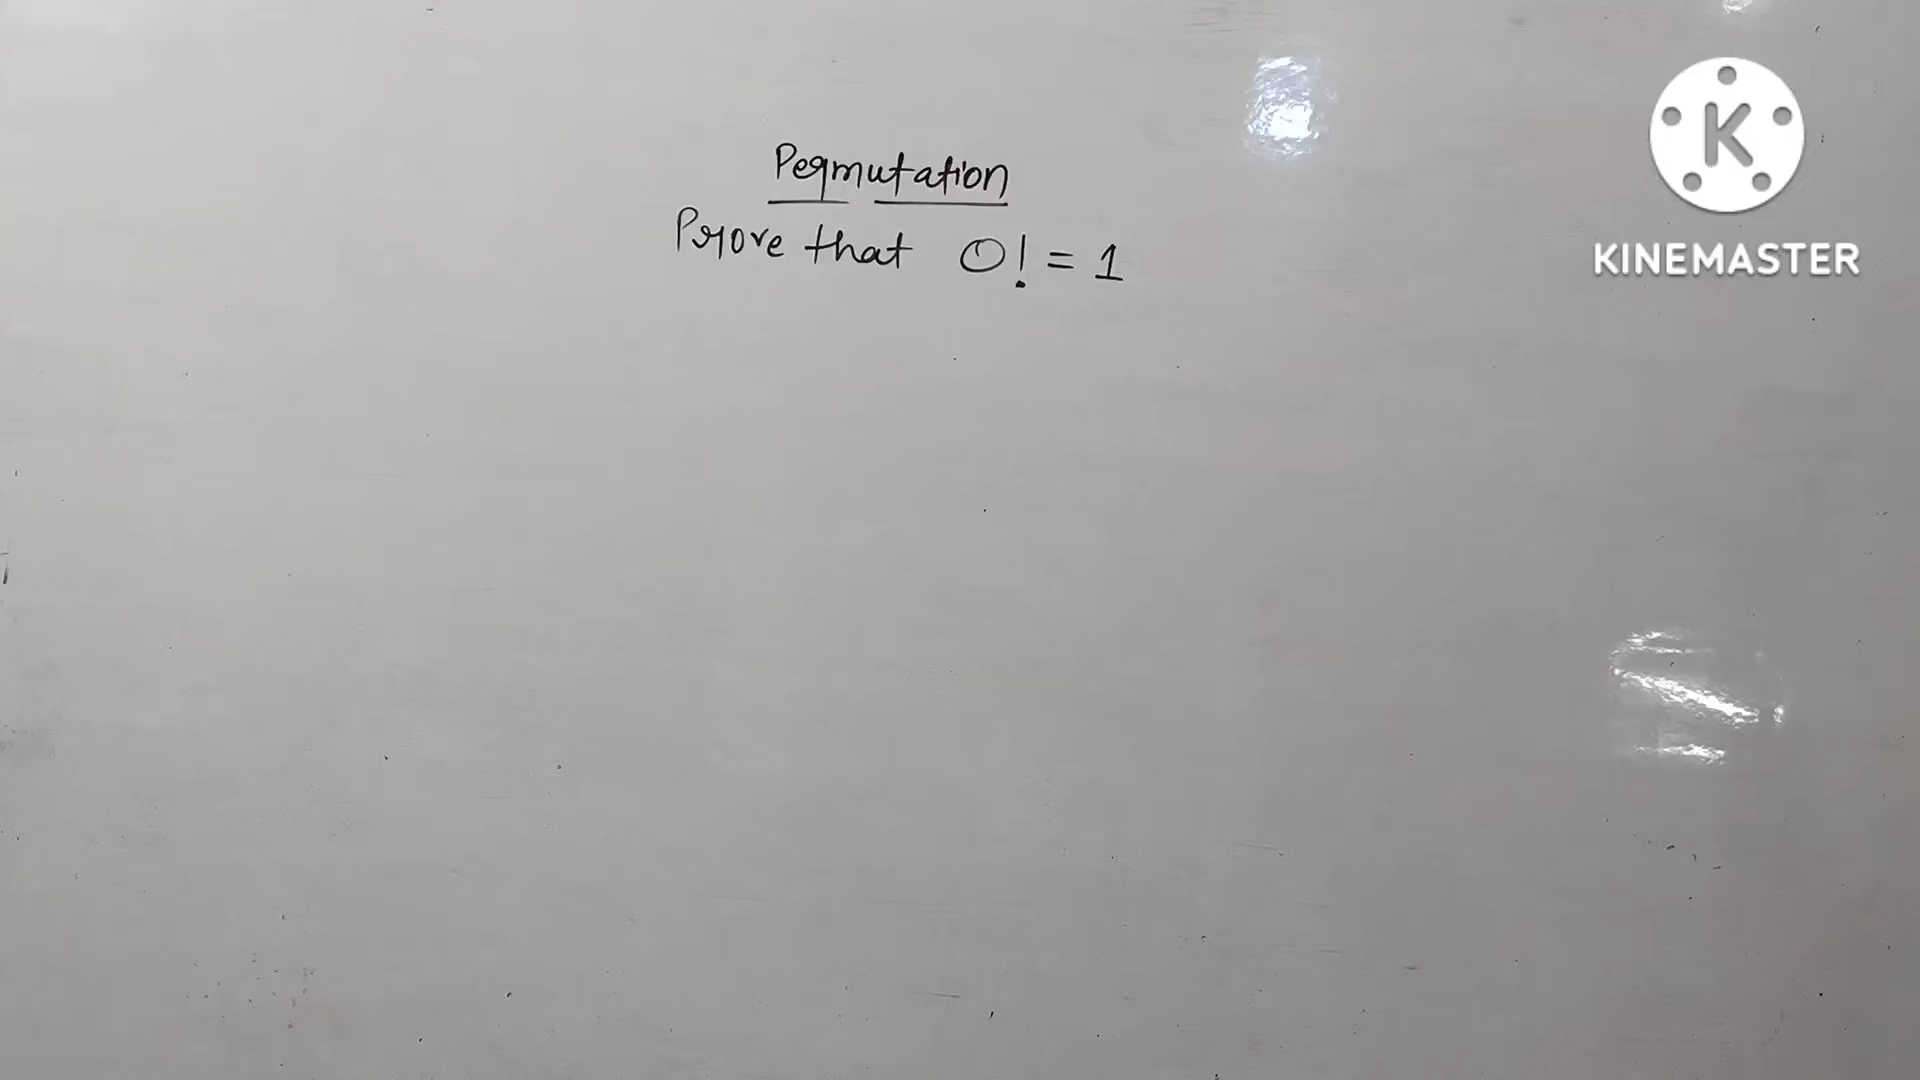 Permutation
Prove that 0! = 1
K
KINEMASTER